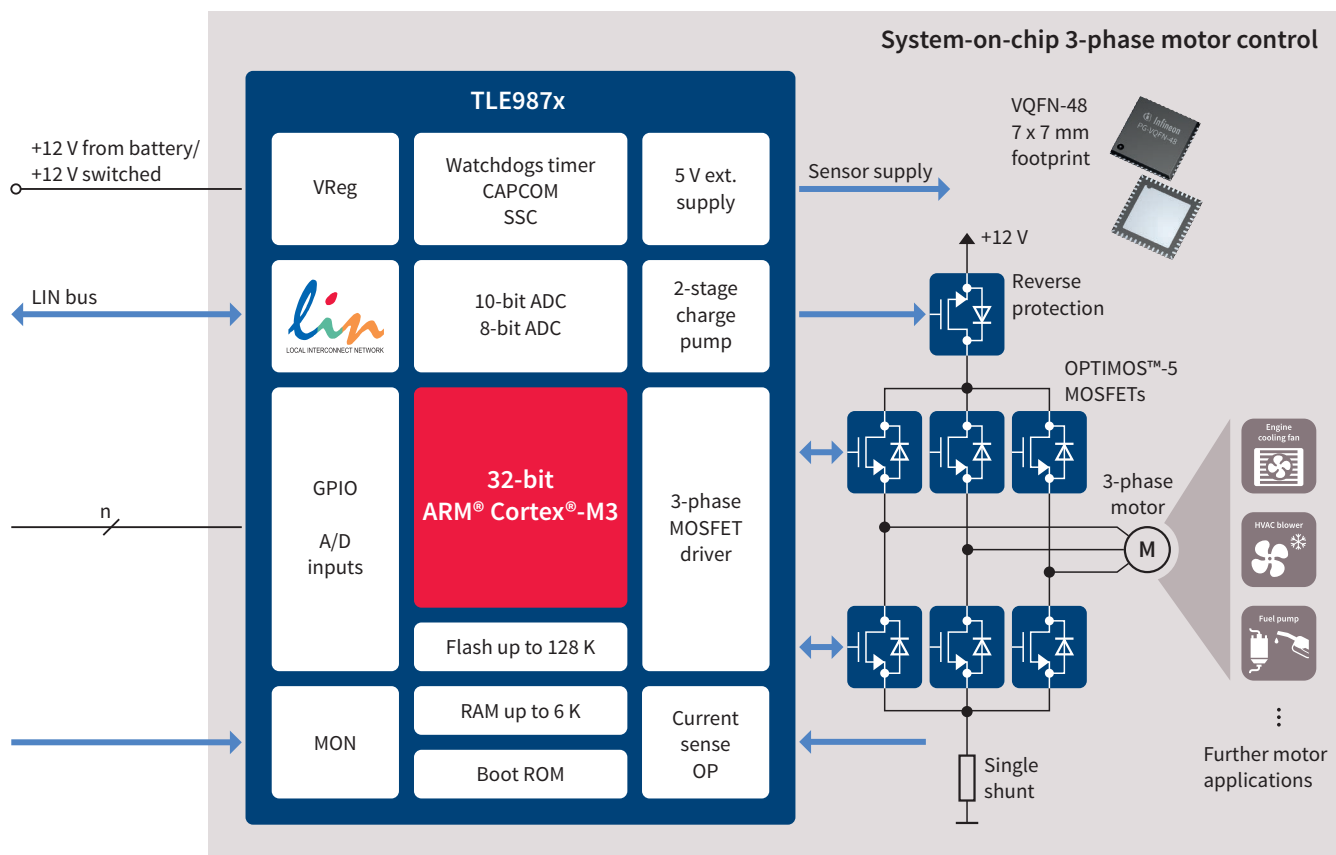 System-on-chip 3-phase motor control
TLE987x
VQFN-48
7 x 7 mm
footprint
Infineon
PG-VQFN-48
+12 V from battery/
+12 V switched
VReg
Watchdogs timer
CAPCOM
SSC
5 V ext.
supply
Sensor supply
+12 V
LIN bus
lin
LOCAL INTERCONNECT NETWORK
10-bit ADC
8-bit ADC
2-stage
charge
pump
Reverse
protection
OPTIMOS™-5
MOSFETs
n
GPIO
A/D
inputs
32-bit
ARM® Cortex®-M3
3-phase
MOSFET
driver
3-phase
motor
M
Engine
cooling fan
HVAC blower
Fuel pump
Flash up to 128 K
MON
RAM up to 6 K
Boot ROM
Current
sense
OP
Single
shunt
Further motor
applications